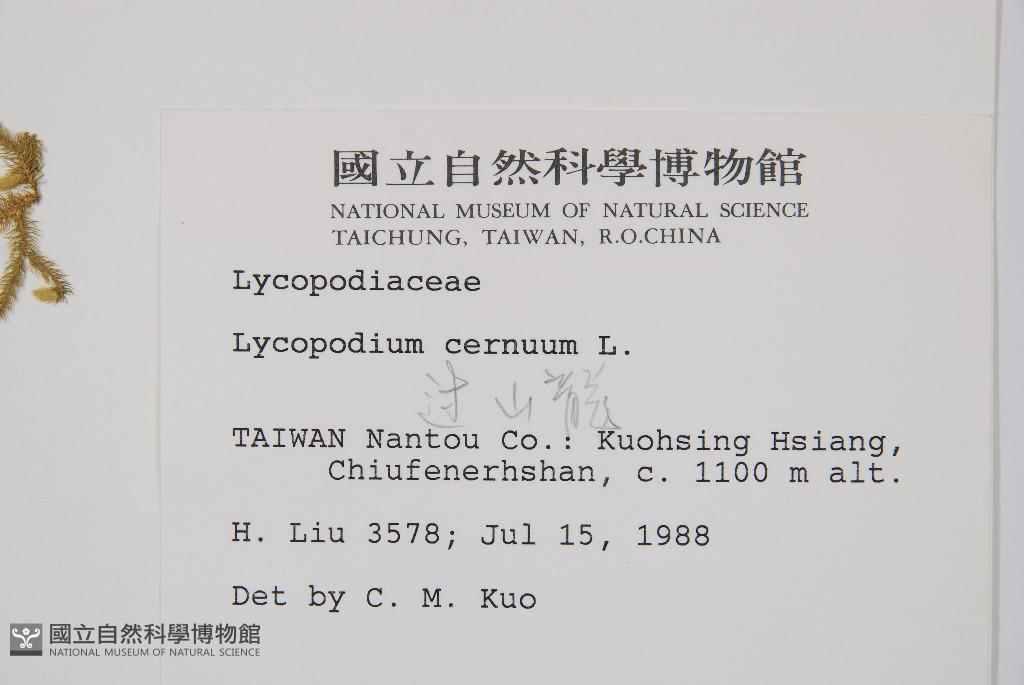 國立自然科學博物館
NATIONAL MUSEUM OF NATURAL SCIENCE
TAICHUNG, TAIWAN, R.O.CHINA
Lycopodiaceae
Lycopodium cernuum L.
过山龍
TAIWAN Nantou Co.: Kuohsing Hsiang,
Chiufenerhshan, c. 1100 m alt.
H. Liu 3578; Jul 15, 1988
Det by C. M. Kuo
國立自然科學博物館
NATIONAL MUSEUM OF NATURAL SCIENCE